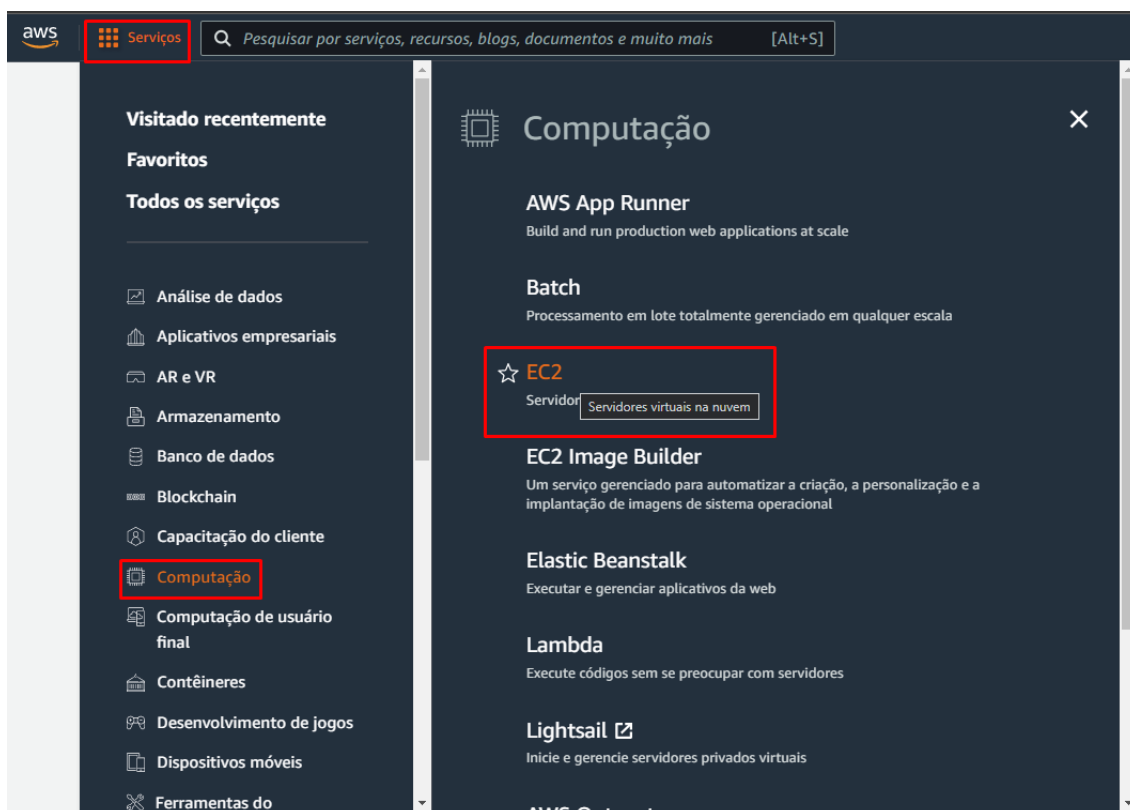 aws
Serviços
Pesquisar por serviços, recursos, blogs, documentos e muito mais [Alt+S]
Visitado recentemente
Favoritos
Todos os serviços
Análise de dados
Aplicativos empresariais
AR e VR
Armazenamento
Banco de dados
Blockchain
Capacitação do cliente
Computação
Computação de usuário
final
Contêineres
Desenvolvimento de jogos
Dispositivos móveis
Ferramentas do
Computação
AWS App Runner
Build and run production web applications at scale
Batch
Processamento em lote totalmente gerenciado em qualquer escala
EC2
Servidor
Servidores virtuais na nuvem
EC2 Image Builder
Um serviço gerenciado para automatizar a criação, a personalização e a
implantação de imagens de sistema operacional
Elastic Beanstalk
Executar e gerenciar aplicativos da web
Lambda
Execute códigos sem se preocupar com servidores
Lightsail
Inicie e gerencie servidores privados virtuais